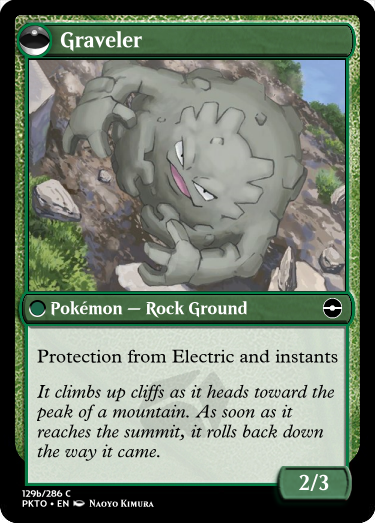 Graveler
Pokémon — Rock Ground
Protection from Electric and instants
It climbs up cliffs as it heads toward the
peak of a mountain. As soon as it
reaches the summit, it rolls back down
the way it came.
2/3
129b/286 C
PKTO • EN Naoyo Kimura